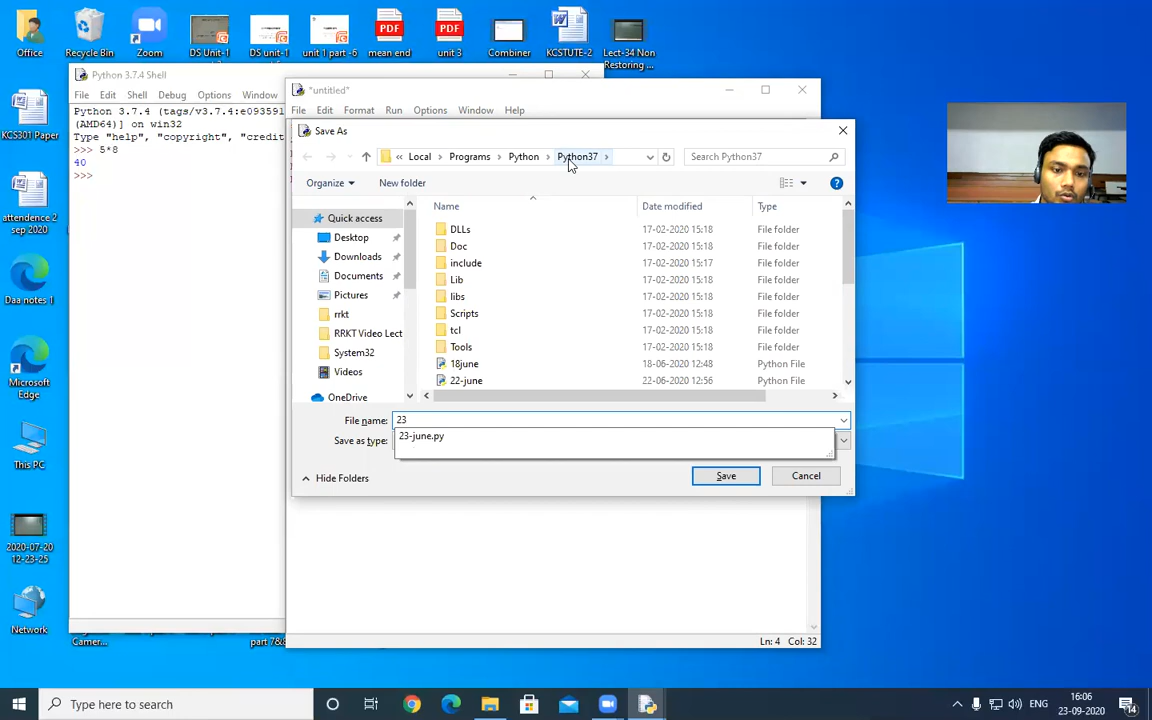 Office
Recycle Bin
Zoom
DS Unit-1
DS unit-1
unit 1 part -6
PDF
mean end
PDF
unit 3
Combiner
KCSTUTE-2
Lect-34 Non
Restoring ...
KCS301 Paper
attendence 2
sep 2020
Daa notes 1
Microsoft
Edge
This PC
2020-07-20
12-23-25
Network
Camer...
part 78&
Python 3.7.4 Shell
File Edit Shell Debug Options Window
Python 3.7.4 (tags/v3.7.4:e093591
(AMD64)] on win32
Type "help", "copyright", "credit
>>> 5*8
40
>>>
*untitled*
File Edit Format Run Options Window Help
Save As
« Local › Programs › Python › Python37 ›
Search Python37
Organize
New folder
Quick access
Desktop
Downloads
Documents
Pictures
rrkt
RRKT Video Lect
System32
Videos
OneDrive
Name Date modified Type
DLLs 17-02-2020 15:18 File folder
Doc 17-02-2020 15:18 File folder
include 17-02-2020 15:17 File folder
Lib 17-02-2020 15:18 File folder
libs 17-02-2020 15:18 File folder
Scripts 17-02-2020 15:18 File folder
tcl 17-02-2020 15:18 File folder
Tools 17-02-2020 15:18 File folder
18june 18-06-2020 12:48 Python File
22-june 22-06-2020 12:56 Python File
File name: 23
23-june.py
Save as type:
Hide Folders
Save
Cancel
Ln: 4 Col: 32
Type here to search
ENG
16:06
23-09-2020
14